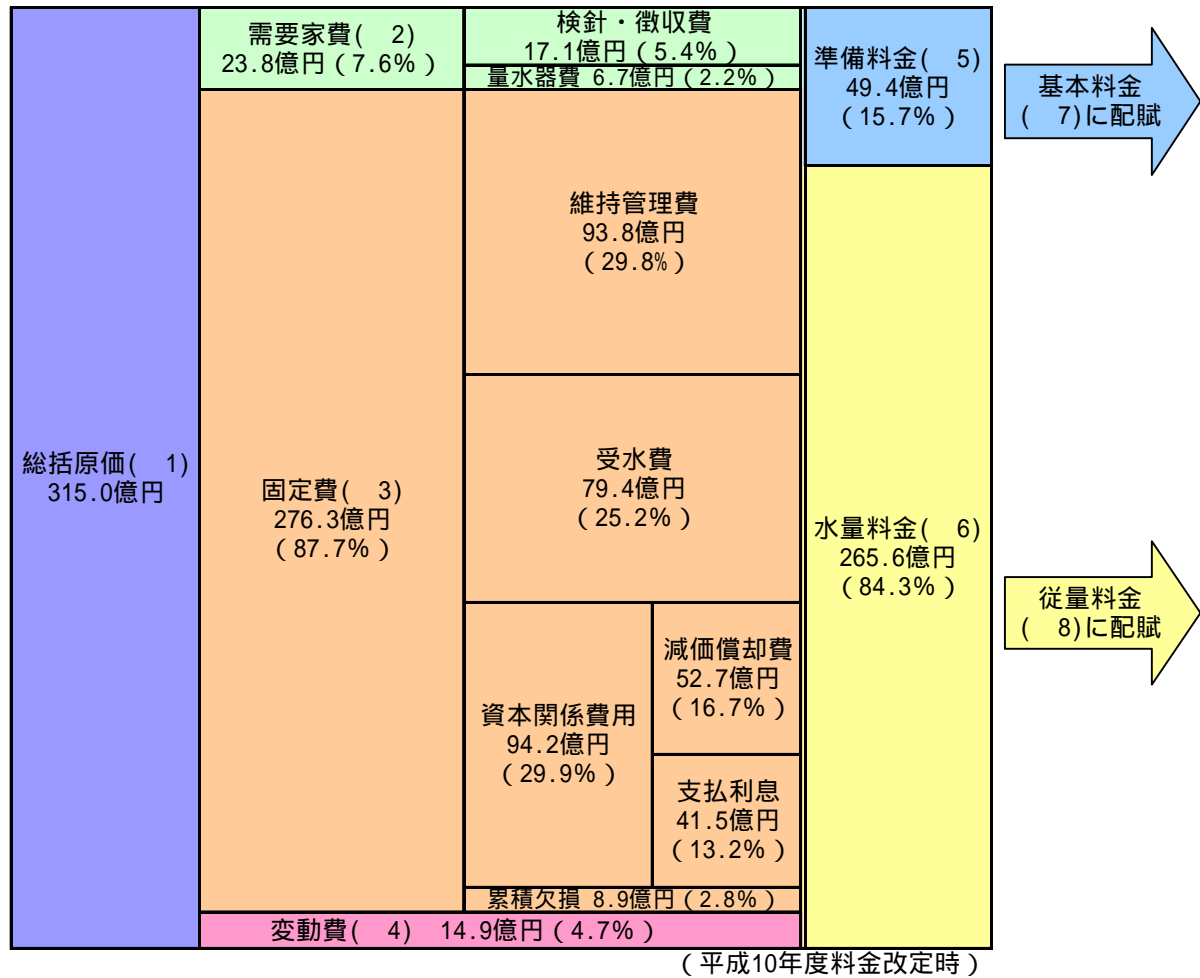 総括原価(　1)
315.0億円
需要家費(　2)
23.8億円(7.6%)
固定費(　3)
276.3億円
(87.7%)
変動費(　4)　14.9億円(4.7%)
検針・徴収費
17.1億円(5.4%)
量水器費 6.7億円(2.2%)
維持管理費
93.8億円
(29.8%)
受水費
79.4億円
(25.2%)
資本関係費用
94.2億円
(29.9%)
減価償却費
52.7億円
(16.7%)
支払利息
41.5億円
(13.2%)
累積欠損 8.9億円(2.8%)
準備料金(　5)
49.4億円
(15.7%)
水量料金(　6)
265.6億円
(84.3%)
基本料金
(　7)に配賦
従量料金
(　8)に配賦
(平成10年度料金改定時)